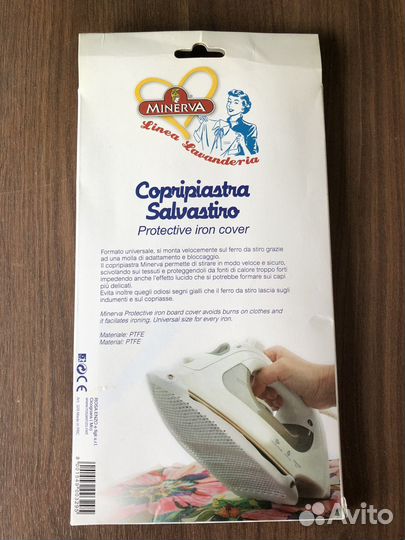 MINERVA
Linea Lavanderia
Copripiastra
Salvastiro
Protective iron cover
Formato universale, si monta velocemente sul ferro da stiro grazie
ad una molla di adattamento e bloccaggio.
Il copripiastra Minerva permette di stirare in modo veloce e sicuro,
scivolando sui tessuti e proteggendoli da fonti di calore troppo forti
impedendo anche l'effetto lucido che si potrebbe formare sui capi
più delicati.
Evita inoltre quegli odiosi segni gialli che il ferro da stiro lascia sugli
indumenti e sul copriasse.
Minerva Protective iron board cover avoids burns on clothes and
it facilates ironing. Universal size for every iron.
Materiale: PTFE
Material: PTFE
CE
Avito